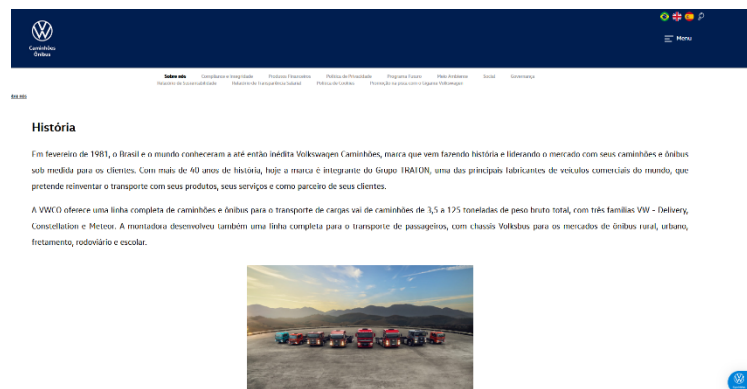 Caminhões
Ônibus
Menu
Sobre nós Compliance e Integridade Produtos Financeiros Política de Privacidade Programa Futuro Meio Ambiente Social Governança
Relatório de Sustentabilidade Relatório de Transparência Salarial Política de Cookies
História
Em fevereiro de 1981, o Brasil e o mundo conheceram a até então inédita Volkswagen Caminhões, marca que vem fazendo história e liderando o mercado com seus caminhões e ônibus
sob medida para os clientes. Com mais de 40 anos de história, hoje a marca é integrante do Grupo TRATON, uma das principais fabricantes de veículos comerciais do mundo, que
pretende reinventar o transporte com seus produtos, seus serviços e como parceiro de seus clientes.
A VWCO oferece uma linha completa de caminhões e ônibus para o transporte de cargas vai de caminhões de 3,5 a 125 toneladas de peso bruto total, com três famílias VW – Delivery,
Constellation e Meteor. A montadora desenvolveu também uma linha completa para o transporte de passageiros, com chassis Volksbus para os mercados de ônibus rural, urbano,
fretamento, rodoviário e escolar.